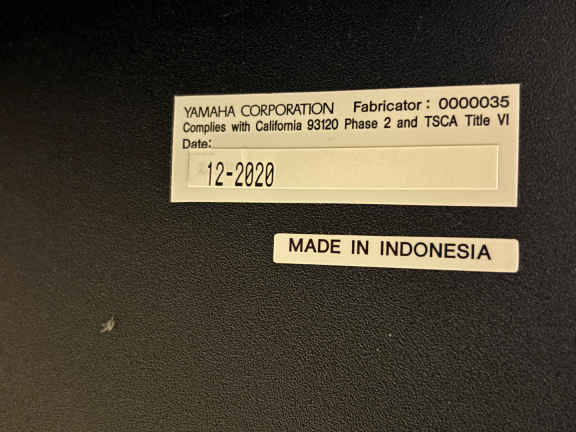 YAMAHA CORPORATION Fabricator: 0000035
Complies with California 93120 Phase 2 and TSCA Title VI
Date:
12-2020
MADE IN INDONESIA